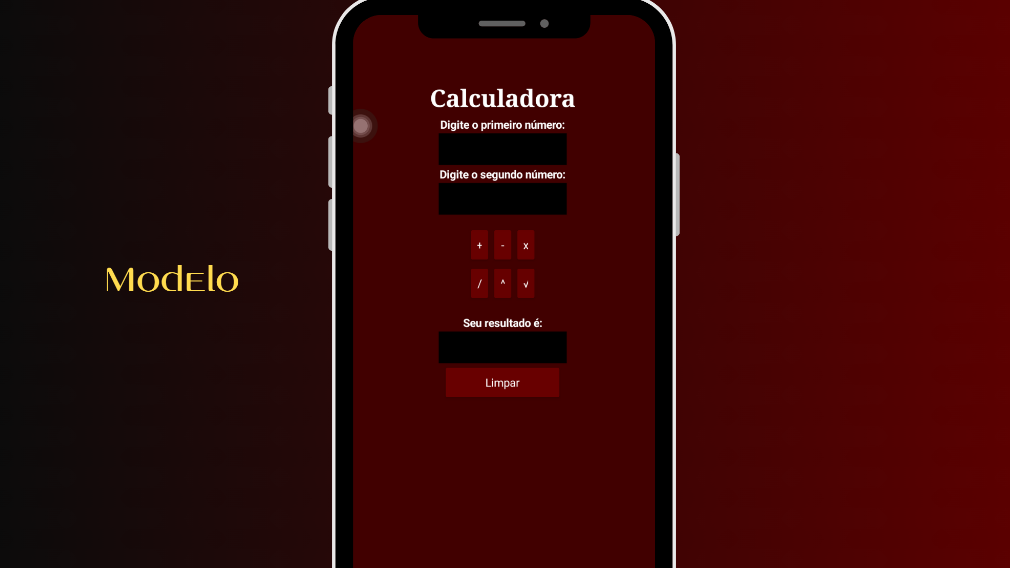 Calculadora
Digite o primeiro número:
Digite o segundo número:
+ - x
/ ^ √
ModElo
Seu resultado é:
Limpar